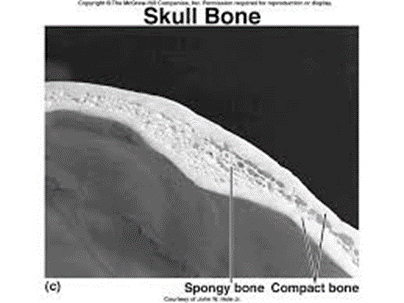 Copyright © The McGraw-Hill Companies, Inc. Permission required for reproduction or display.
Skull Bone
(c)
Spongy bone Compact bone
Courtesy of John W. Hole Jr.